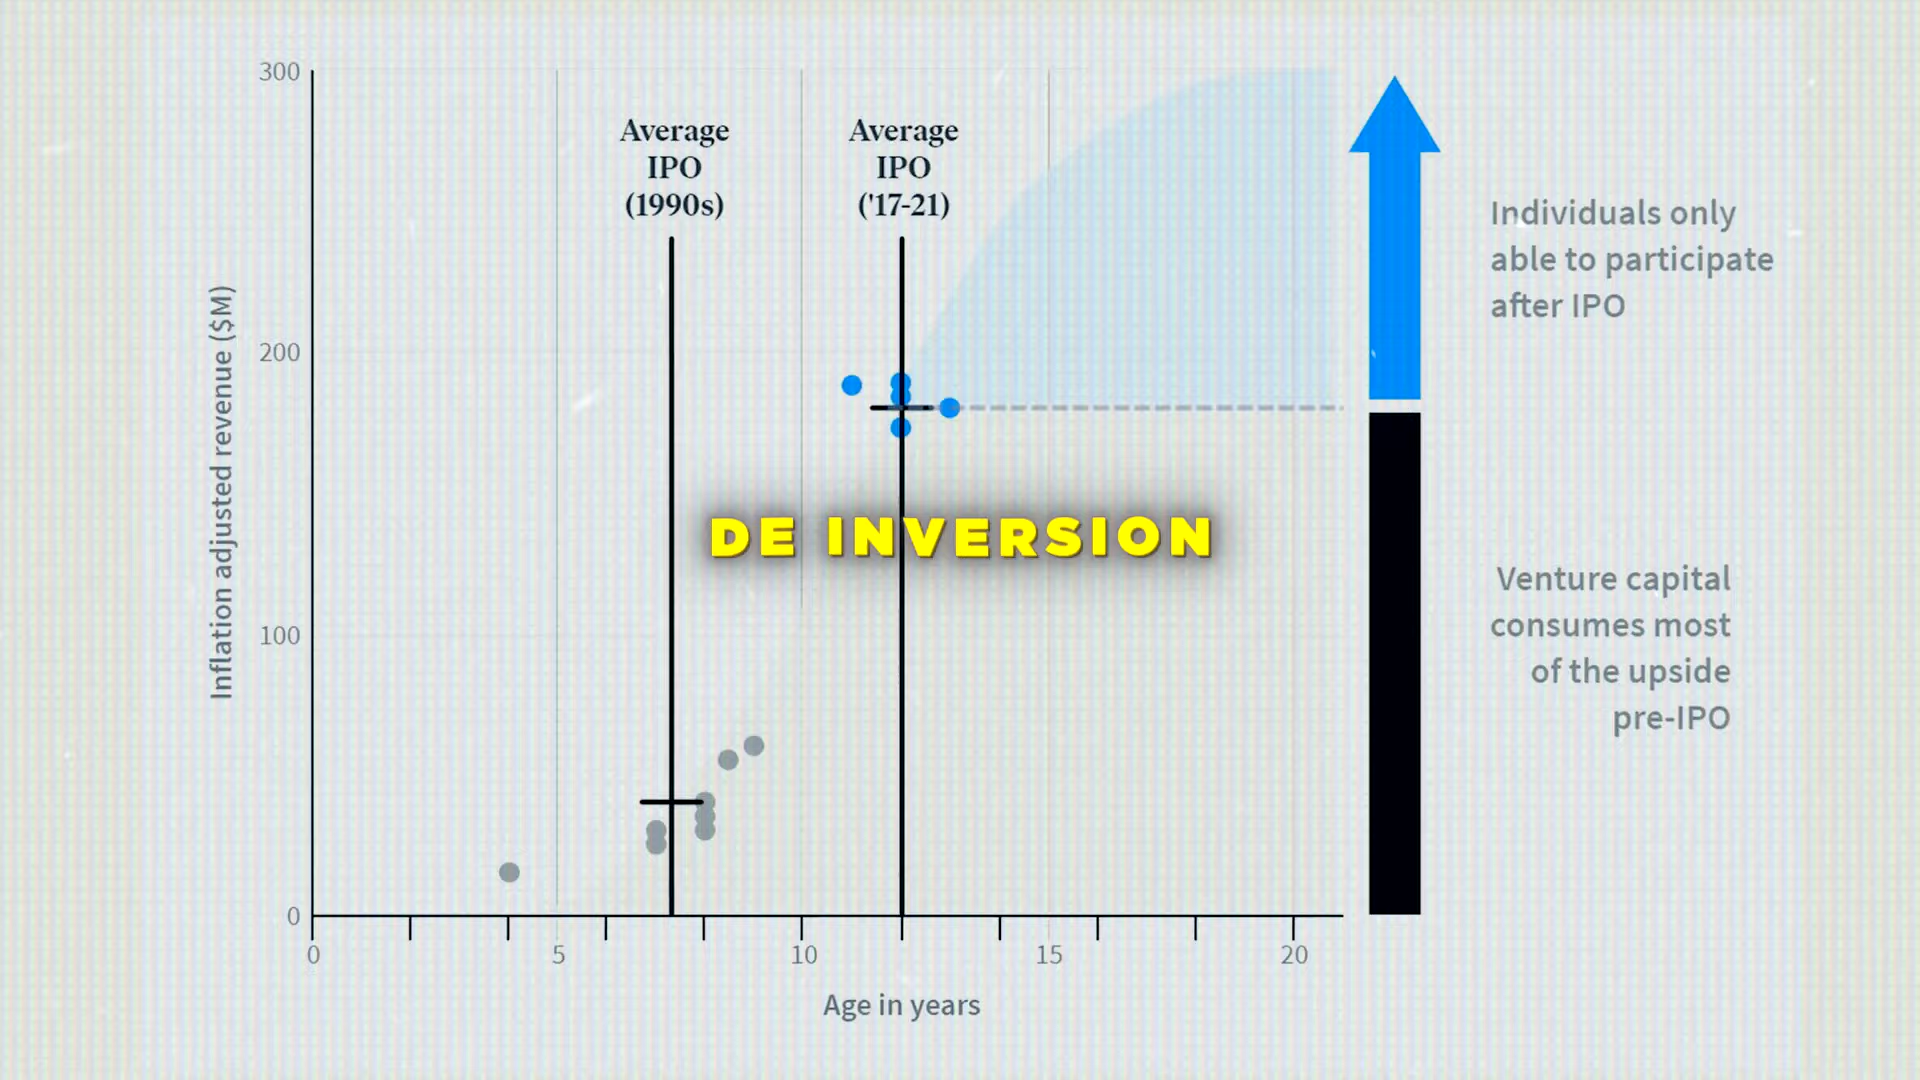 300
Average
IPO
(1990s)
Average
IPO
('17-21)
Individuals only
able to participate
after IPO
Inflation adjusted revenue ($M)
200
DE INVERSION
100
Venture capital
consumes most
of the upside
pre-IPO
0
0 5 10 15 20
Age in years